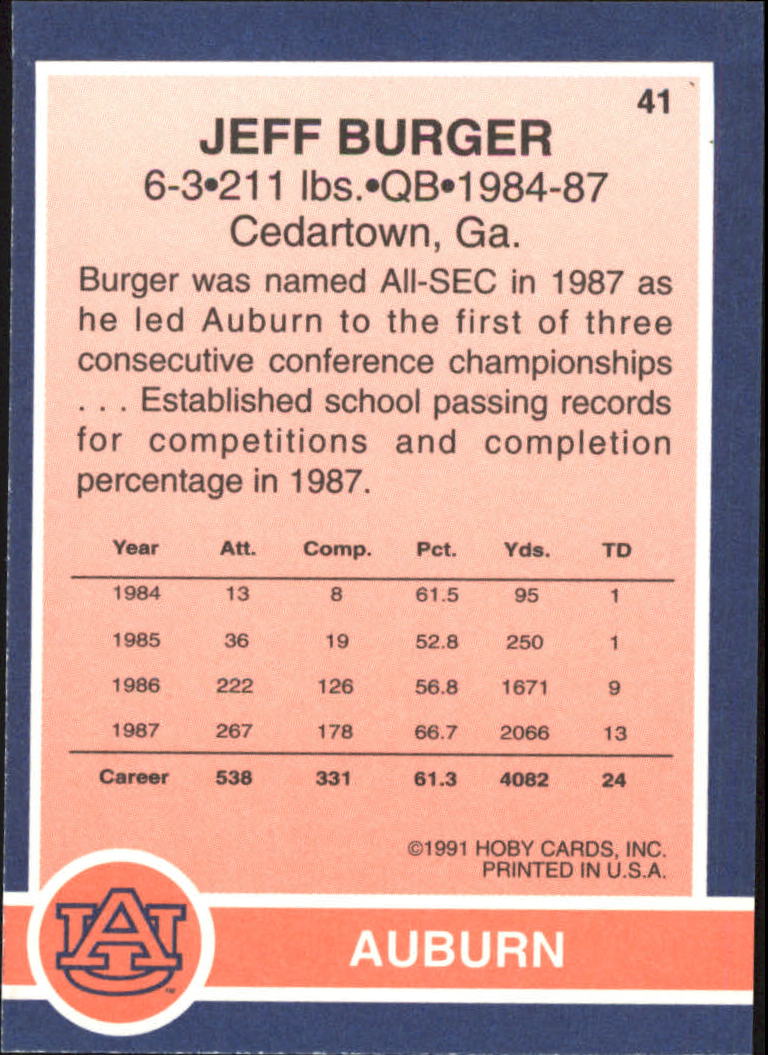 41
JEFF BURGER
6-3•211 lbs.•QB•1984-87
Cedartown, Ga.
Burger was named All-SEC in 1987 as
he led Auburn to the first of three
consecutive conference championships
. . . Established school passing records
for competitions and completion
percentage in 1987.
Year Att. Comp. Pct. Yds. TD
1984 13 8 61.5 95 1
1985 36 19 52.8 250 1
1986 222 126 56.8 1671 9
1987 267 178 66.7 2066 13
Career 538 331 61.3 4082 24
©1991 HOBY CARDS, INC.
PRINTED IN U.S.A.
AU
TM
AUBURN